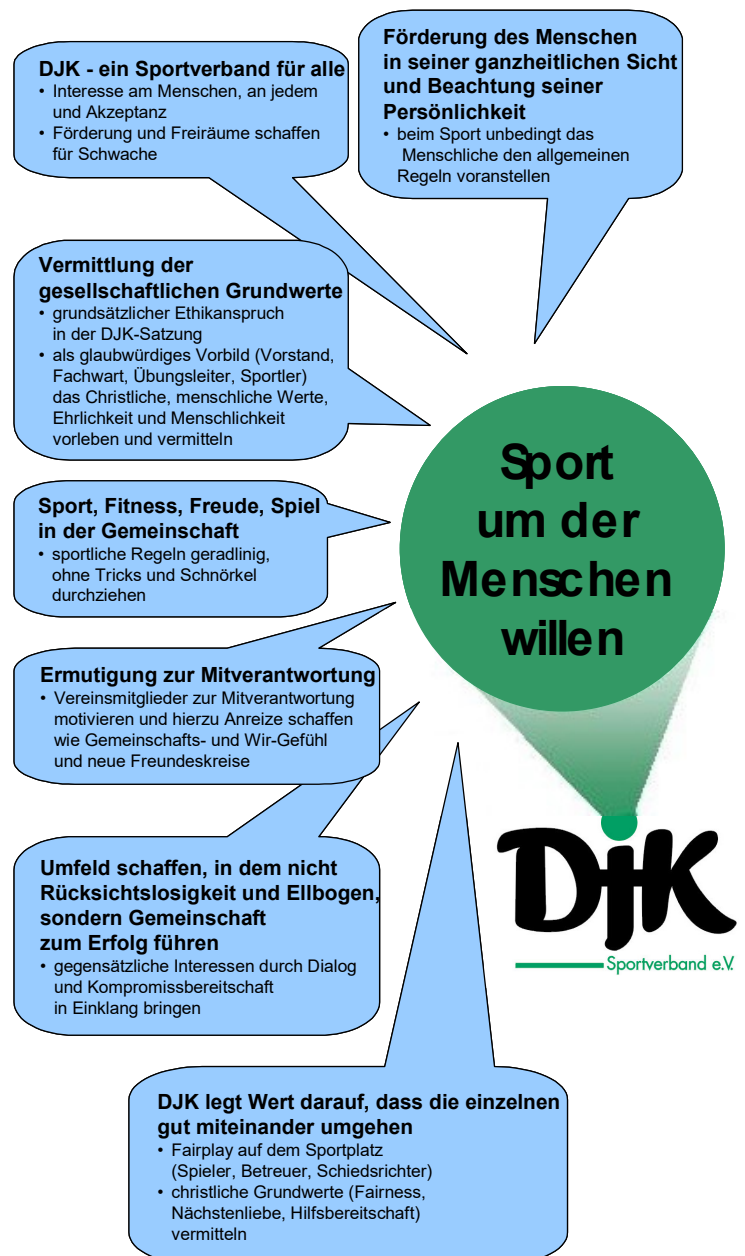 DJK - ein Sportverband für alle
• Interesse am Menschen, an jedem
und Akzeptanz
• Förderung und Freiräume schaffen
für Schwache
Förderung des Menschen
in seiner ganzheitlichen Sicht
und Beachtung seiner
Persönlichkeit
• beim Sport unbedingt das
Menschliche den allgemeinen
Regeln voranstellen
Vermittlung der
gesellschaftlichen Grundwerte
• grundsätzlicher Ethikanspruch
in der DJK-Satzung
• als glaubwürdiges Vorbild (Vorstand,
Fachwart, Übungsleiter, Sportler)
das Christliche, menschliche Werte,
Ehrlichkeit und Menschlichkeit
vorleben und vermitteln
Sport
um der
Menschen
willen
Sport, Fitness, Freude, Spiel
in der Gemeinschaft
• sportliche Regeln geradlinig,
ohne Tricks und Schnörkel
durchziehen
Ermutigung zur Mitverantwortung
• Vereinsmitglieder zur Mitverantwortung
motivieren und hierzu Anreize schaffen
wie Gemeinschafts- und Wir-Gefühl
und neue Freundeskreise
DjK
Sportverband e.V.
Umfeld schaffen, in dem nicht
Rücksichtslosigkeit und Ellbogen,
sondern Gemeinschaft
zum Erfolg führen
• gegensätzliche Interessen durch Dialog
und Kompromissbereitschaft
in Einklang bringen
DJK legt Wert darauf, dass die einzelnen
gut miteinander umgehen
• Fairplay auf dem Sportplatz
(Spieler, Betreuer, Schiedsrichter)
• christliche Grundwerte (Fairness,
Nächstenliebe, Hilfsbereitschaft)
vermitteln